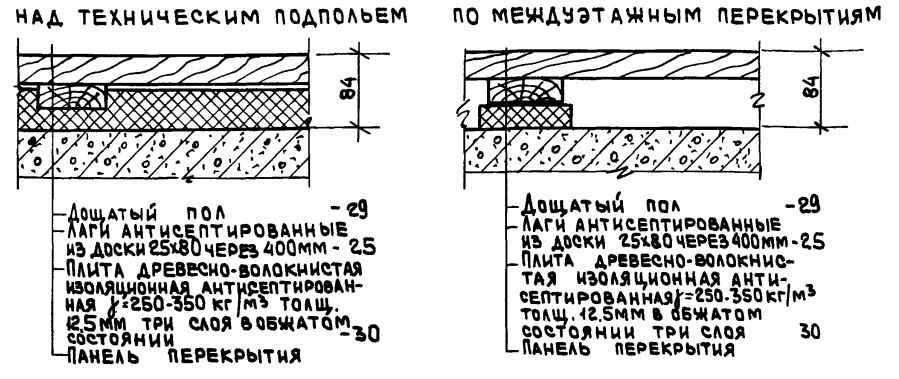 НАД ТЕХНИЧЕСКИМ ПОДПОЛЬЕМ
84
ДОЩАТЫЙ ПОЛ -29
ЛАГИ АНТИСЕПТИРОВАННЫЕ
ИЗ ДОСКИ 25х80 ЧЕРЕЗ 400ММ - 25
ПЛИТА ДРЕВЕСНО-ВОЛОКНИСТАЯ
ИЗОЛЯЦИОННАЯ АНТИСЕПТИРОВАН-
НАЯ γ=250-350 КГ/М³ ТОЛЩ.
12,5ММ ТРИ СЛОЯ В ОБЖАТОМ
СОСТОЯНИИ -30
ПАНЕЛЬ ПЕРЕКРЫТИЯ
ПО МЕЖДУЭТАЖНЫМ ПЕРЕКРЫТИЯМ
84
ДОЩАТЫЙ ПОЛ -29
ЛАГИ АНТИСЕПТИРОВАННЫЕ
ИЗ ДОСКИ 25х80 ЧЕРЕЗ 400ММ-25
ПЛИТА ДРЕВЕСНО-ВОЛОКНИС-
ТАЯ ИЗОЛЯЦИОННАЯ АНТИ-
СЕПТИРОВАННАЯ γ=250-350 КГ/М³
ТОЛЩ. 12,5ММ В ОБЖАТОМ
СОСТОЯНИИ ТРИ СЛОЯ 30
ПАНЕЛЬ ПЕРЕКРЫТИЯ